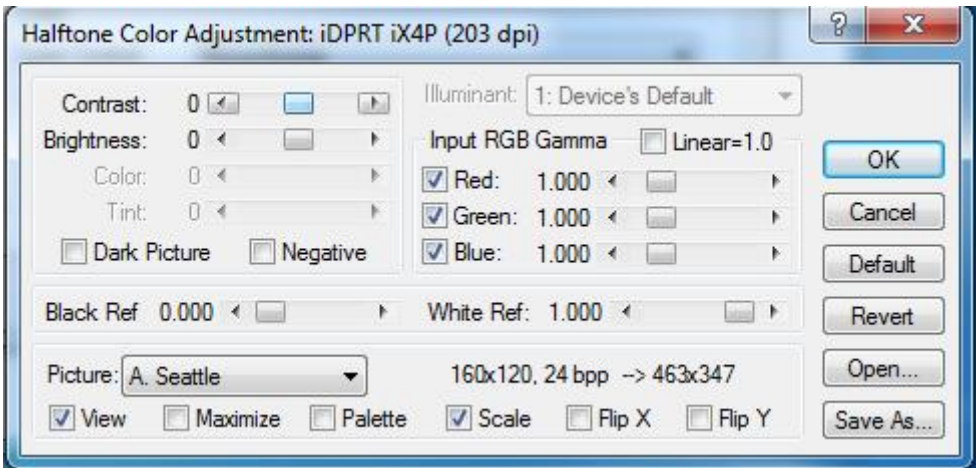 Halftone Color Adjustment: iDPRT iX4P (203 dpi)
?
Contrast: 0
Brightness: 0
Color: 0
Tint: 0
Dark Picture Negative
Illuminant: 1: Device's Default
Input RGB Gamma Linear=1.0
Red: 1.000
Green: 1.000
Blue: 1.000
Black Ref 0.000 White Ref: 1.000
Picture: A. Seattle 160x120, 24 bpp --> 463x347
View Maximize Palette Scale Flip X Flip Y
OK
Cancel
Default
Revert
Open...
Save As...